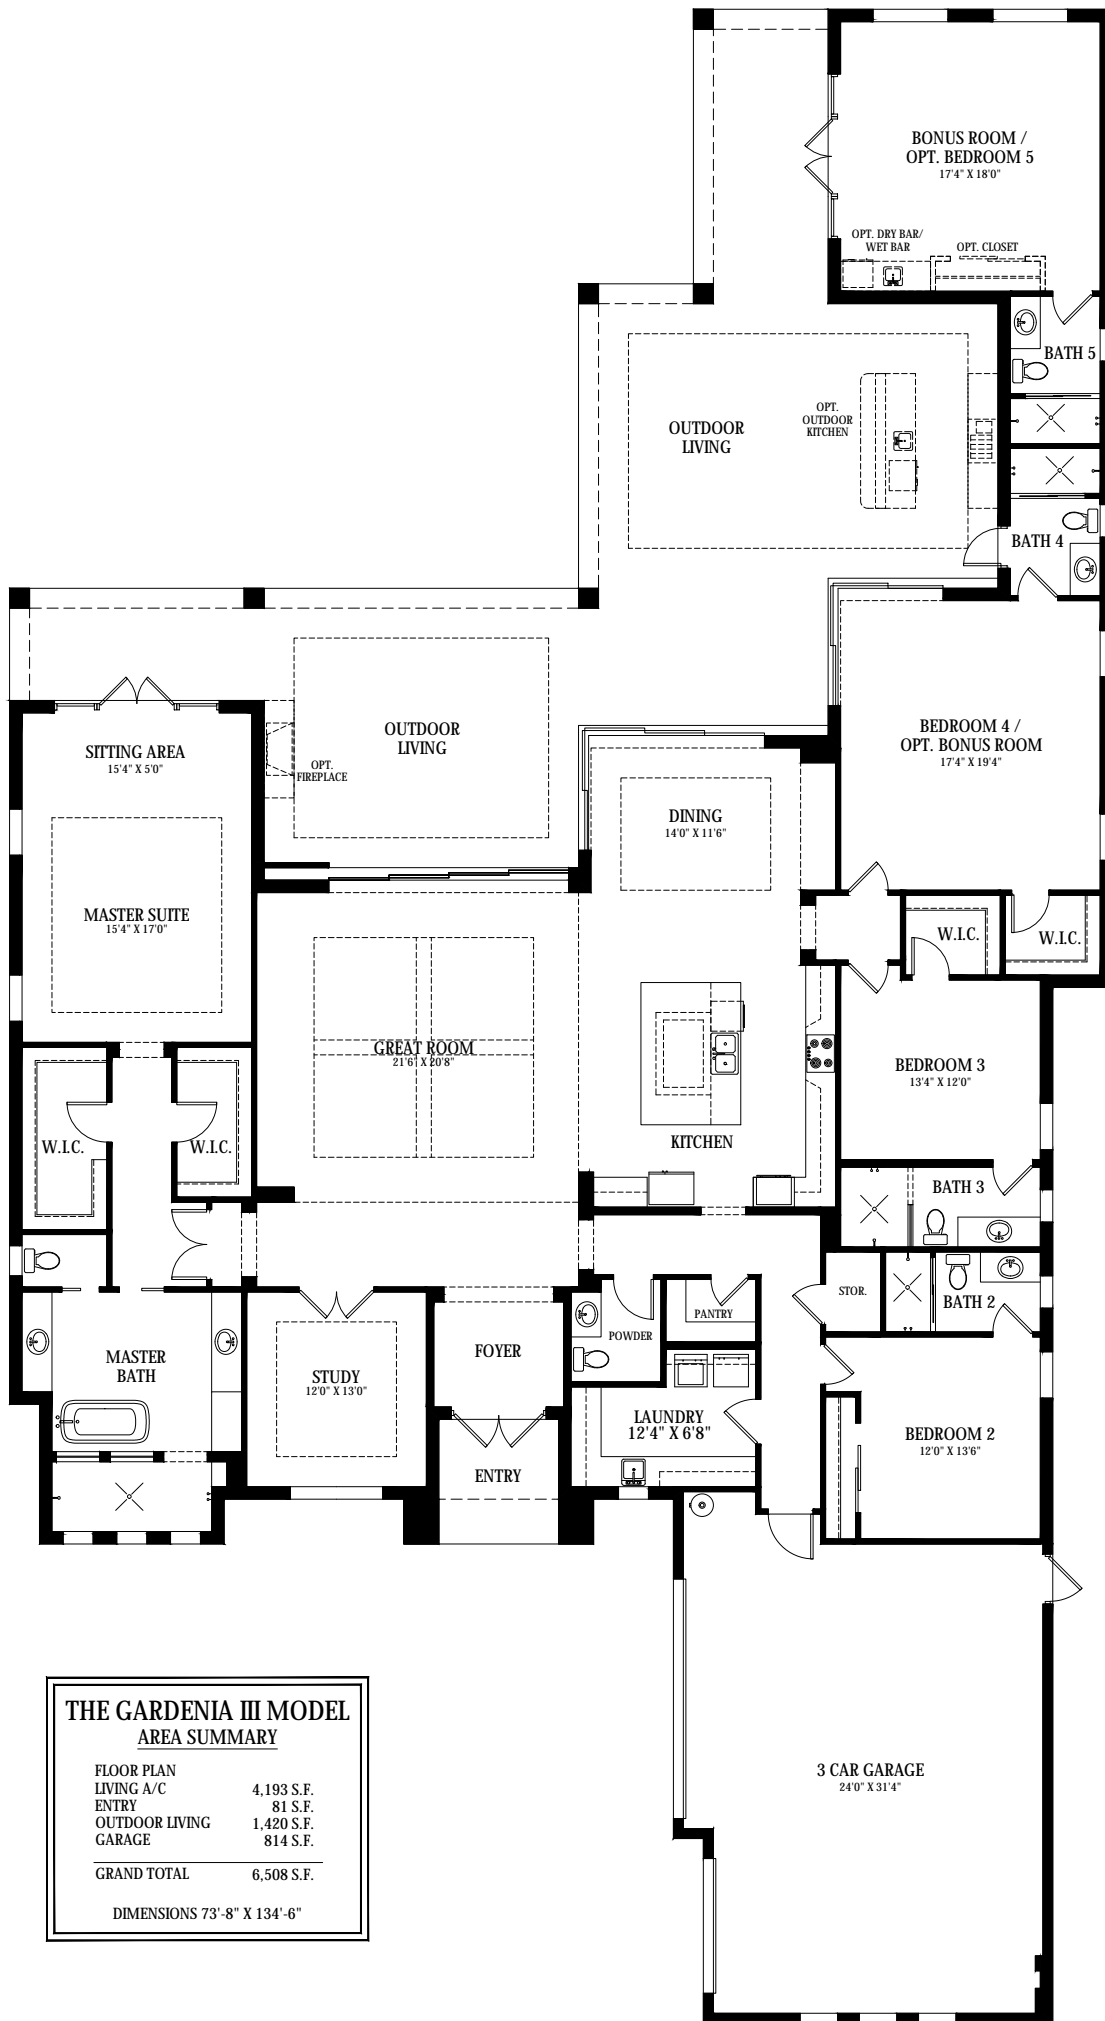 BONUS ROOM /
OPT. BEDROOM 5
17'4" X 18'0"
OPT. DRY BAR/
WET BAR
OPT. CLOSET
BATH 5
OUTDOOR
LIVING
OPT.
OUTDOOR
KITCHEN
BATH 4
SITTING AREA
15'4" X 5'0"
OPT.
FIREPLACE
OUTDOOR
LIVING
BEDROOM 4 /
OPT. BONUS ROOM
17'4" X 19'4"
DINING
14'0" X 11'6"
MASTER SUITE
15'4" X 17'0"
W.I.C.
W.I.C.
GREAT ROOM
21'6" X 20'8"
BEDROOM 3
13'4" X 12'0"
W.I.C.
W.I.C.
KITCHEN
BATH 3
STOR.
BATH 2
PANTRY
POWDER
MASTER
BATH
STUDY
12'0" X 13'0"
FOYER
LAUNDRY
12'4" X 6'8"
BEDROOM 2
12'0" X 13'6"
ENTRY
3 CAR GARAGE
24'0" X 31'4"
THE GARDENIA III MODEL
AREA SUMMARY
FLOOR PLAN
LIVING A/C 4,193 S.F.
ENTRY 81 S.F.
OUTDOOR LIVING 1,420 S.F.
GARAGE 814 S.F.
GRAND TOTAL 6,508 S.F.
DIMENSIONS 73'-8" X 134'-6"